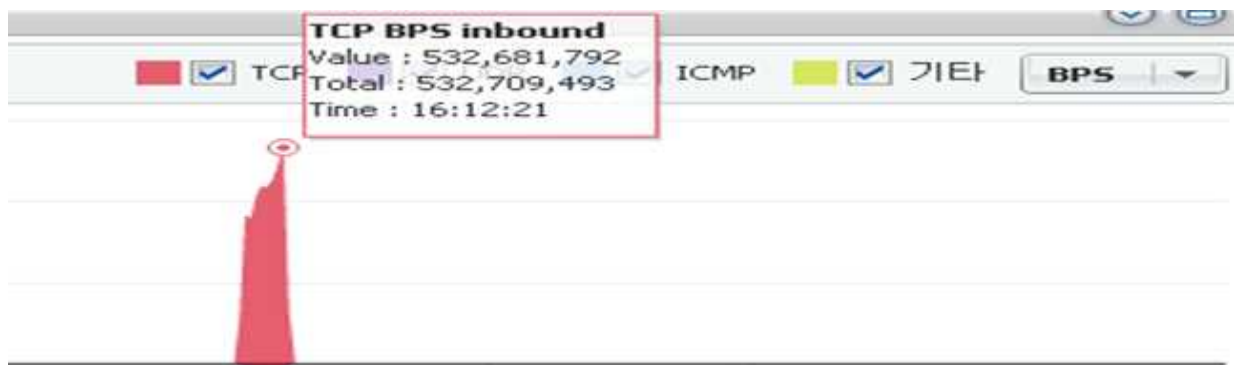 TCP BPS inbound
Value : 532,681,792
Total : 532,709,493
Time : 16:12:21
TCP ICMP 기타 BPS